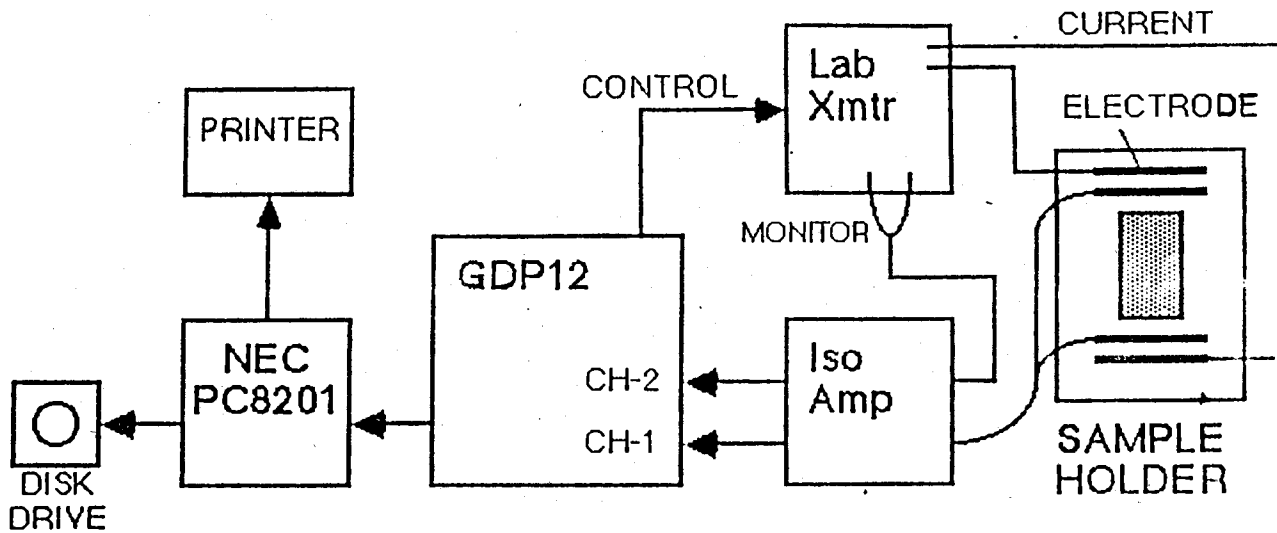 CURRENT
Lab
Xmtr
CONTROL
ELECTRODE
PRINTER
MONITOR
GDP12
NEC
PC8201
Iso
Amp
CH-2
CH-1
SAMPLE
HOLDER
DISK
DRIVE